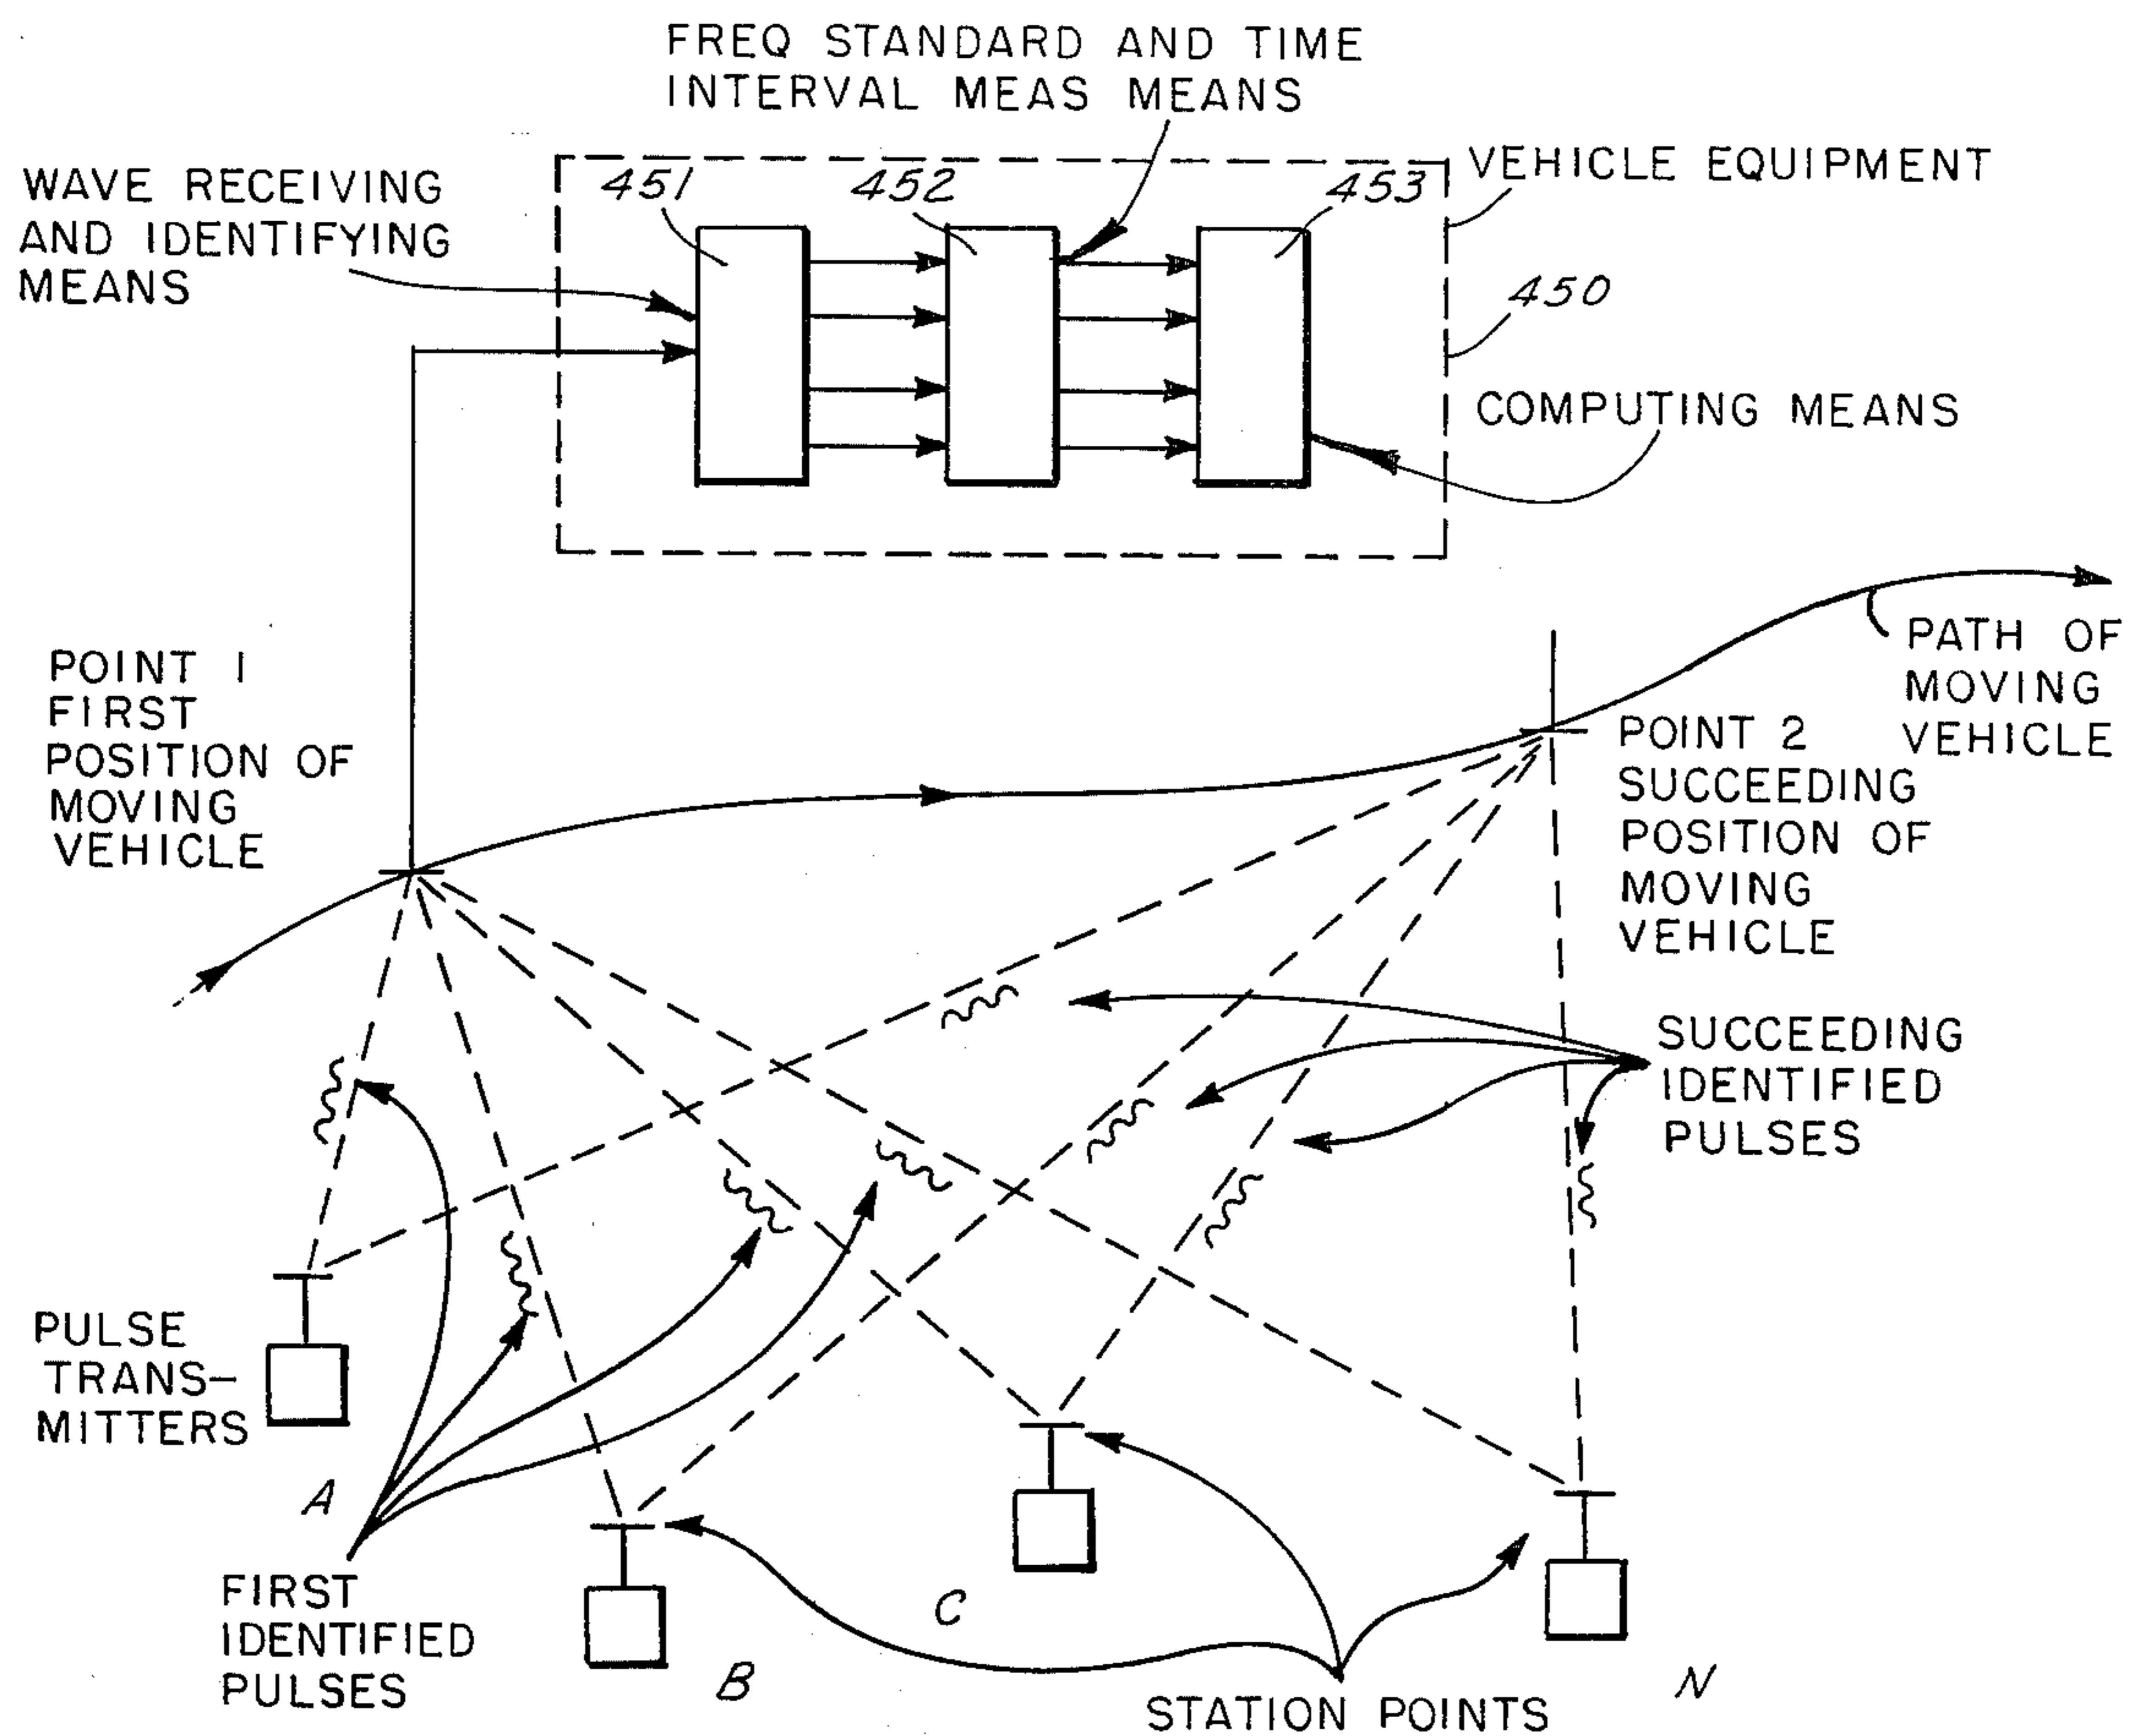 FREQ STANDARD AND TIME
INTERVAL MEAS MEANS
WAVE RECEIVING
AND IDENTIFYING
MEANS
451
452
453
VEHICLE EQUIPMENT
450
COMPUTING MEANS
POINT 1
FIRST
POSITION OF
MOVING
VEHICLE
PATH OF
MOVING
VEHICLE
POINT 2
SUCCEEDING
POSITION OF
MOVING
VEHICLE
SUCCEEDING
IDENTIFIED
PULSES
PULSE
TRANS-
MITTERS
A
FIRST
IDENTIFIED
PULSES
B
C
STATION POINTS
N